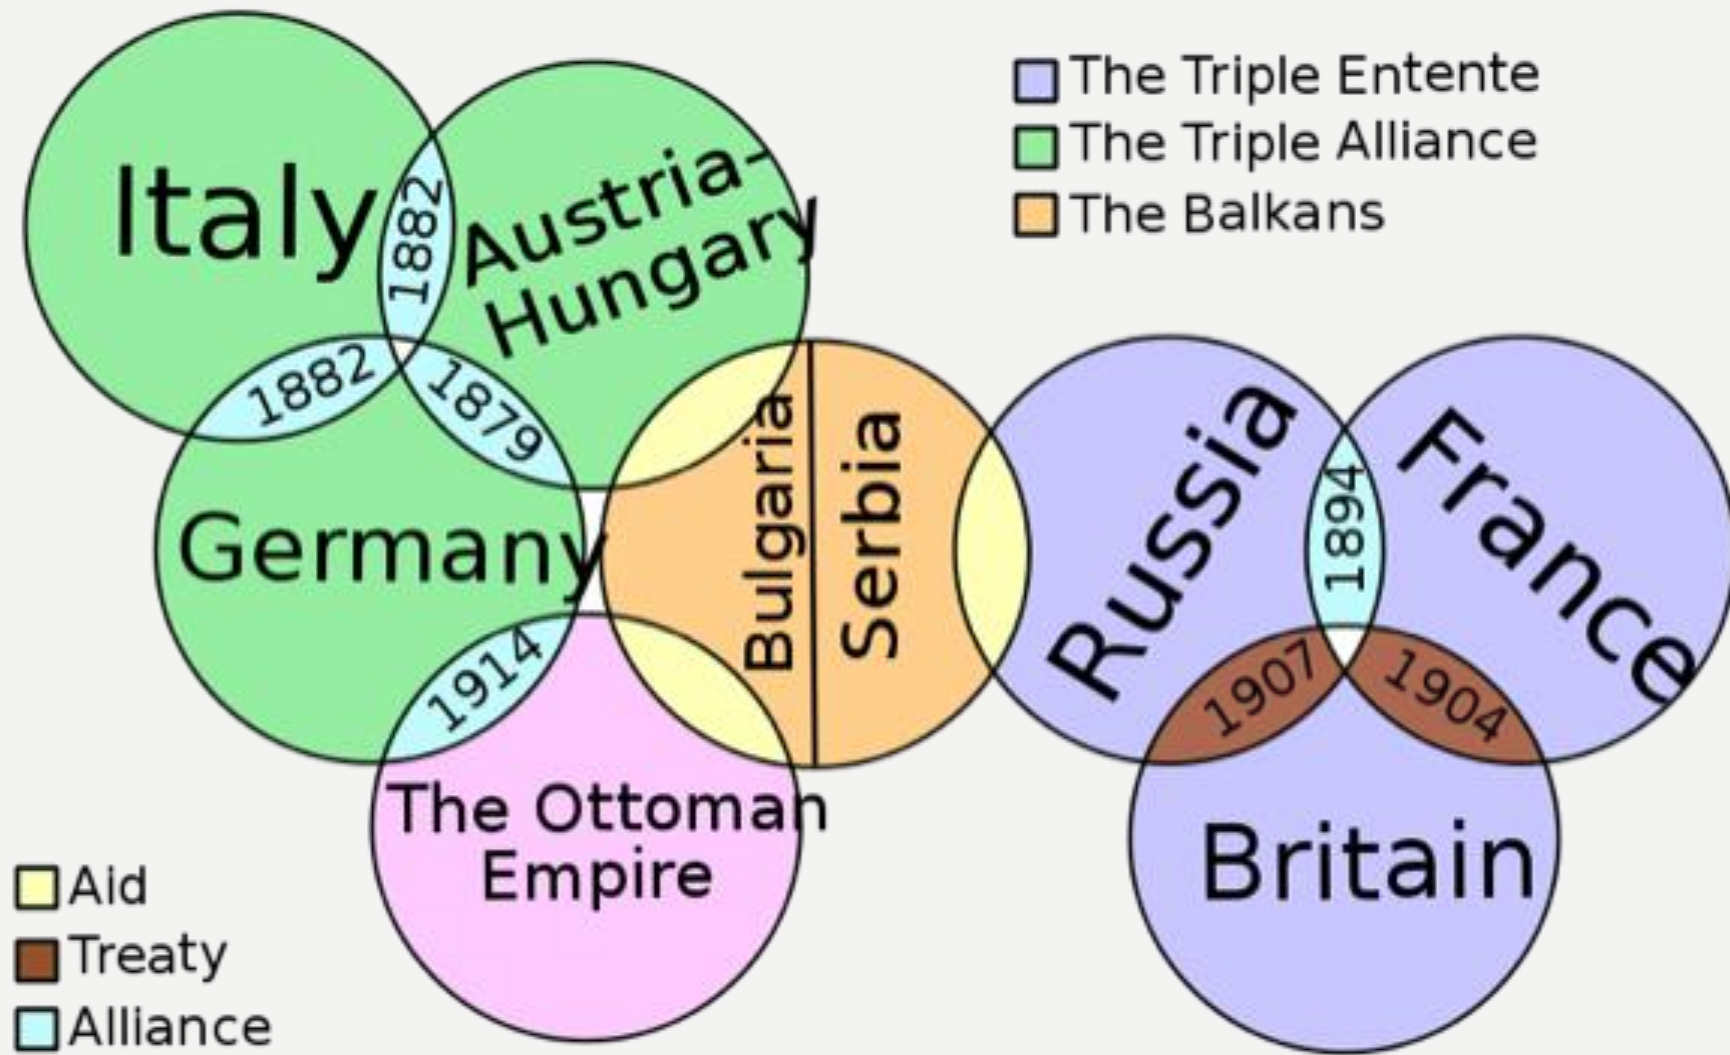 The Triple Entente
The Triple Alliance
The Balkans
Italy
1882
Austria-
Hungary
1882
1879
Germany
Bulgaria
Serbia
Russia
1894
France
1914
1907
1904
The Ottoman
Empire
Britain
Aid
Treaty
Alliance